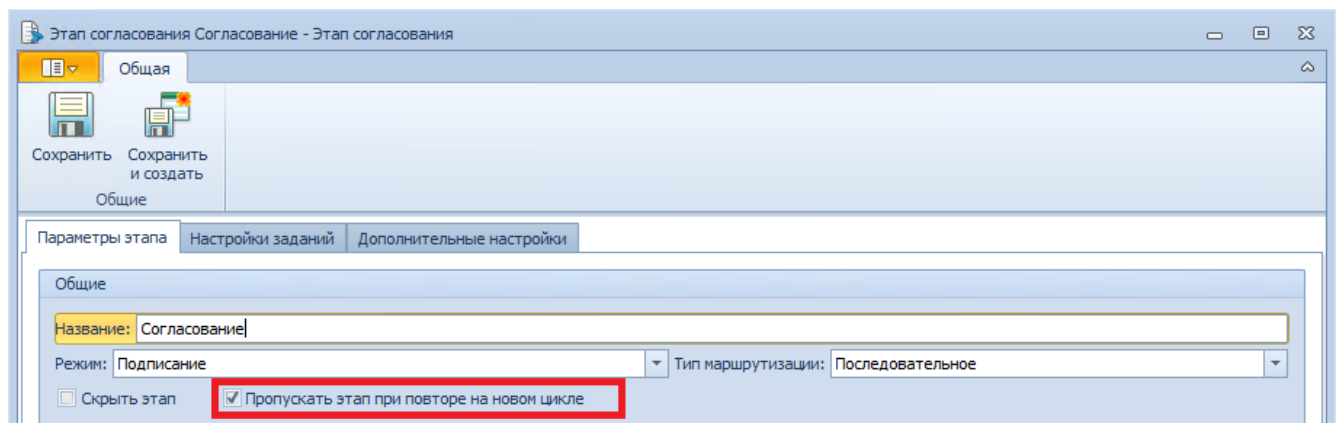 Этап согласования Согласование - Этап согласования
Общая
Сохранить Сохранить
и создать
Общие
Параметры этапа Настройки заданий Дополнительные настройки
Общие
Название: Согласование
Режим: Подписание Тип маршрутизации: Последовательное
Скрыть этап Пропускать этап при повторе на новом цикле